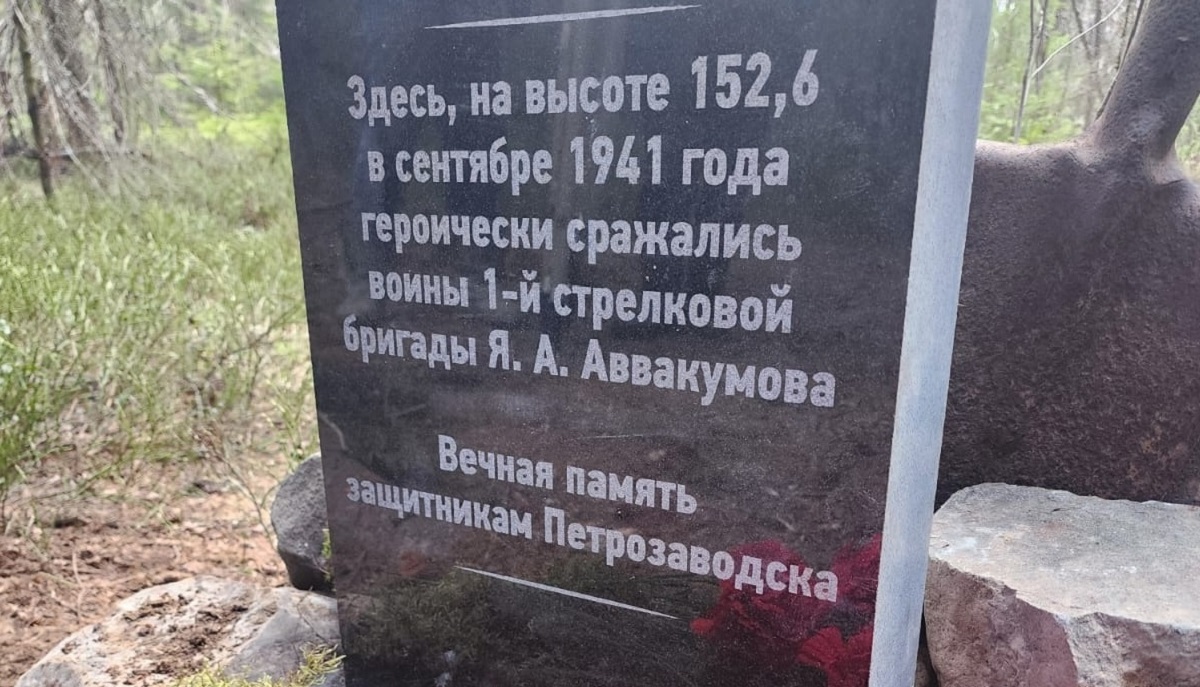 Здесь, на высоте 152,6
в сентябре 1941 года
героически сражались
воины 1-й стрелковой
бригады Я. А. Аввакумова
Вечная память
защитникам Петрозаводска